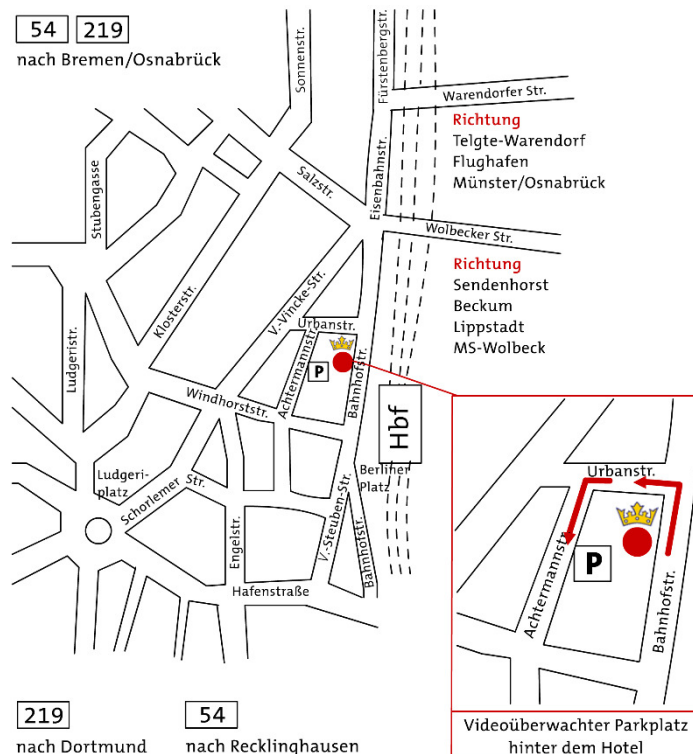 54 219
nach Bremen/Osnabrück
Sonnenstr.
Fürstenbergstr.
Warendorfer Str.
Richtung
Telgte-Warendorf
Flughafen
Münster/Osnabrück
Stubengasse
Salzstr.
Eisenbahnstr.
Wolbecker Str.
Richtung
Sendenhorst
Beckum
Lippstadt
MS-Wolbeck
Klosterstr.
V.-Vincke-Str.
Ludgeristr.
Urbanstr.
P
Achtermannstr.
Bahnhofstr.
Windhorststr.
Hbf
Ludgeri-
platz
Schorlemer Str.
Engelstr.
V.-Steuben-Str.
Berliner
Platz
Bahnhofstr.
Hafenstraße
Urbanstr.
Achtermannstr.
P
Bahnhofstr.
Videoüberwachter Parkplatz
hinter dem Hotel
219
nach Dortmund
54
nach Recklinghausen